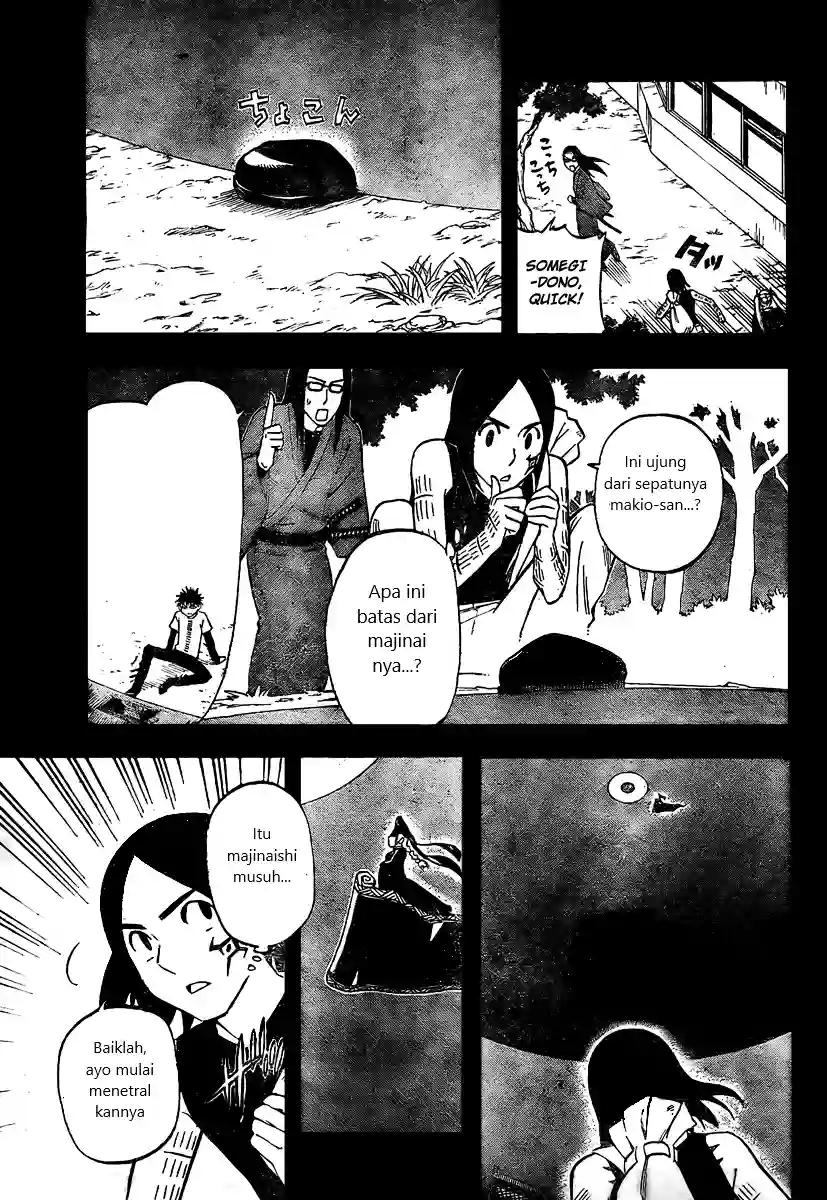 こっち
こっち
SOMEGI
-DONO,
QUICK!
ダッ
ちょこん
Ini ujung
dari sepatunya
makio-san...?
Apa ini
batas dari
majinai
nya...?
Itu
majinaishi
musuh...
Baiklah,
ayo mulai
menetral
kannya